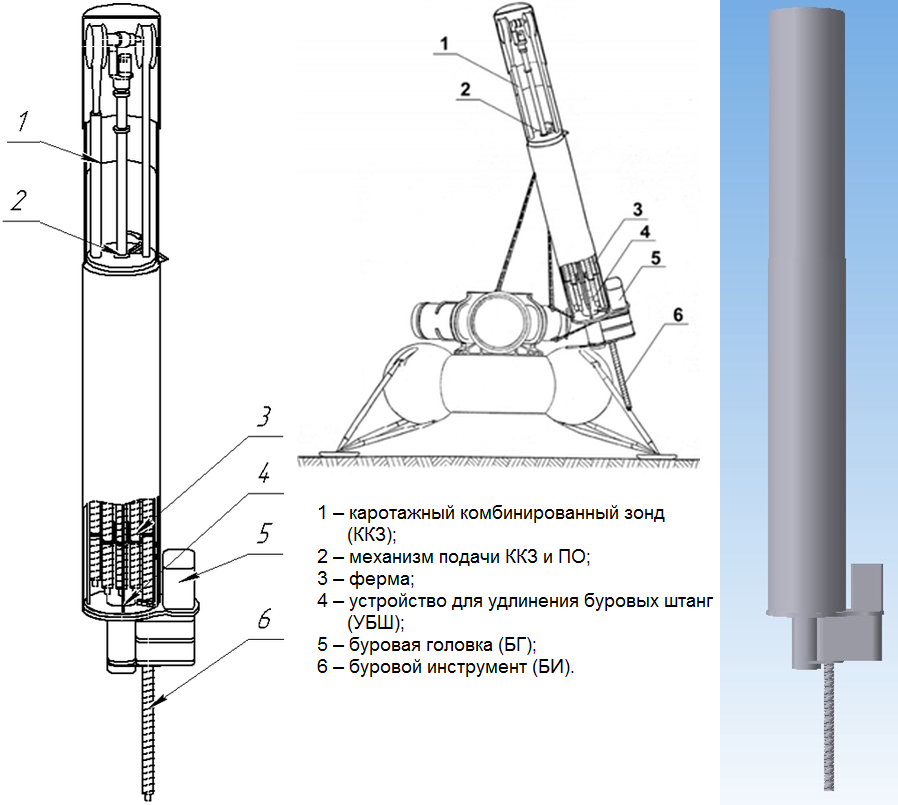 1
2
3
4
5
6
1
2
3
4
5
6
1 – каротажный комбинированный зонд
(ККЗ);
2 – механизм подачи ККЗ и ПО;
3 – ферма;
4 – устройство для удлинения буровых штанг
(УБШ);
5 – буровая головка (БГ);
6 – буровой инструмент (БИ).